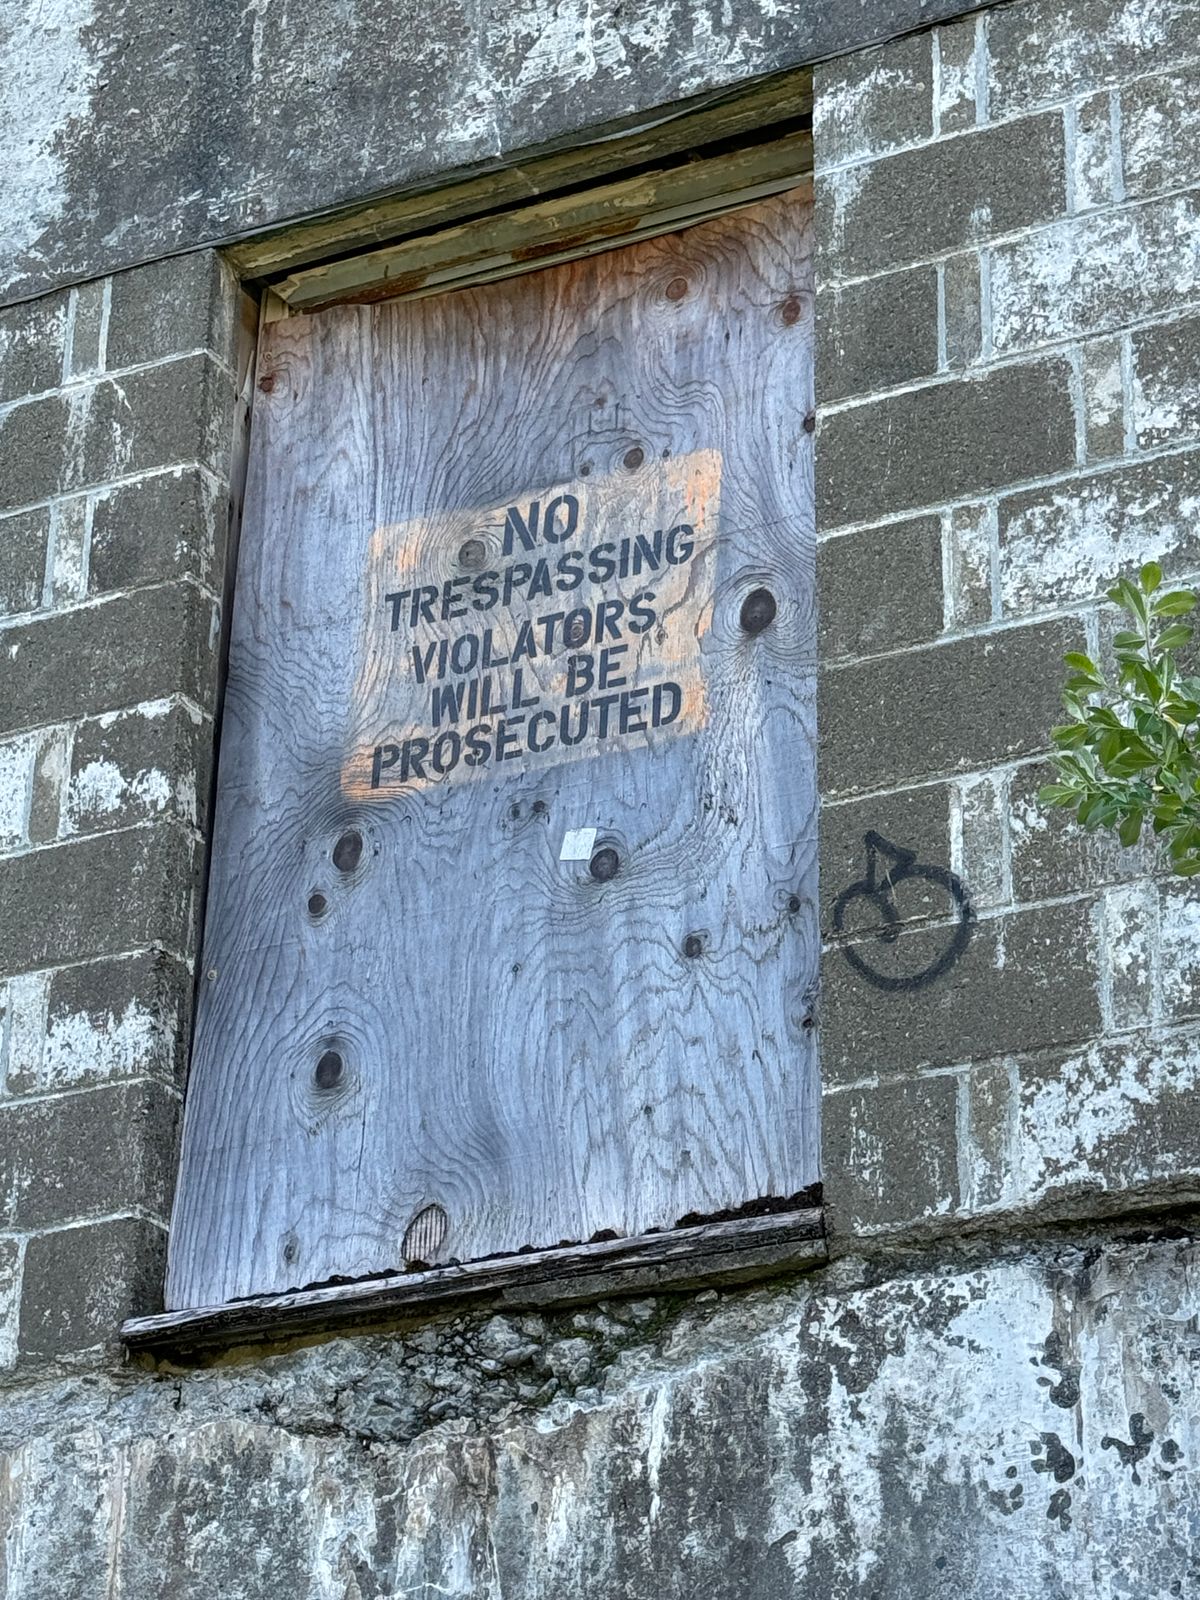 NO
TRESPASSING
VIOLATORS
WILL BE
PROSECUTED